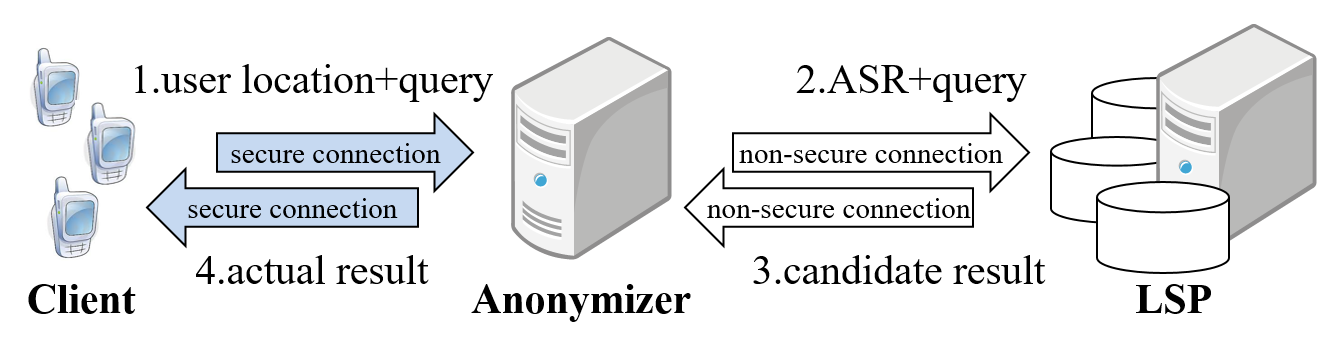 1.user location+query
2.ASR+query
secure connection
non-secure connection
secure connection
non-secure connection
4.actual result
3.candidate result
Client
Anonymizer
LSP